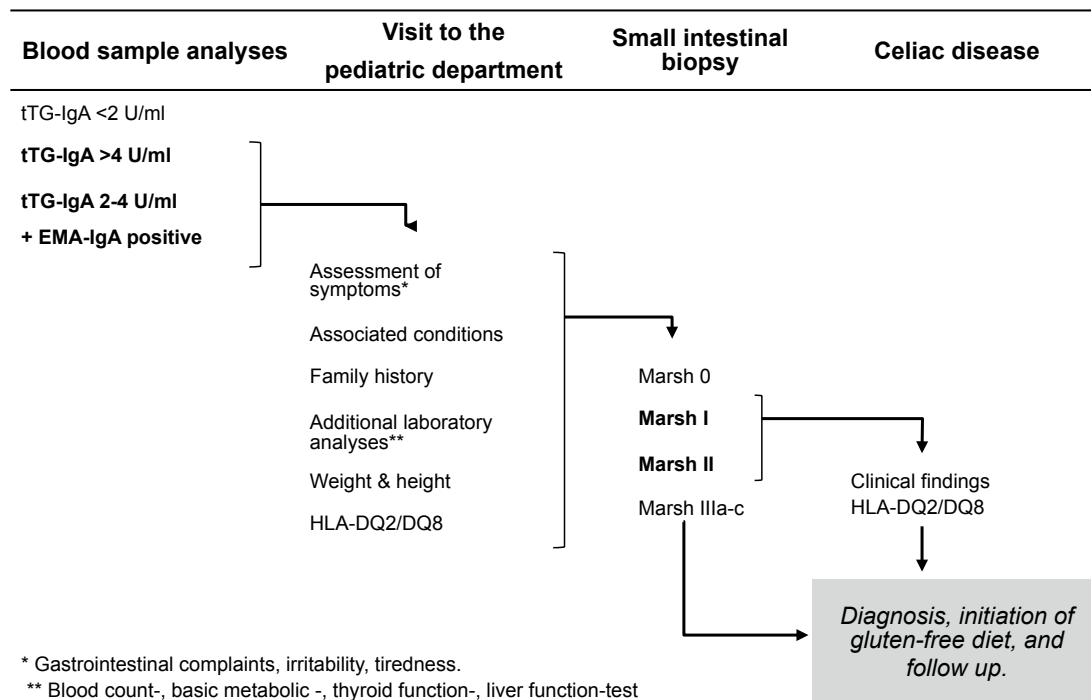 Blood sample analyses
Visit to the
pediatric department
Small intestinal
biopsy
Celiac disease
tTG-IgA <2 U/ml
tTG-IgA >4 U/ml
tTG-IgA 2-4 U/ml
+ EMA-IgA positive
Assessment of
symptoms*
Associated conditions
Family history
Additional laboratory
analyses**
Weight & height
HLA-DQ2/DQ8
Marsh 0
Marsh I
Marsh II
Marsh IIIa-c
Clinical findings
HLA-DQ2/DQ8
Diagnosis, initiation of
gluten-free diet, and
follow up.
* Gastrointestinal complaints, irritability, tiredness.
** Blood count-, basic metabolic -, thyroid function-, liver function-test